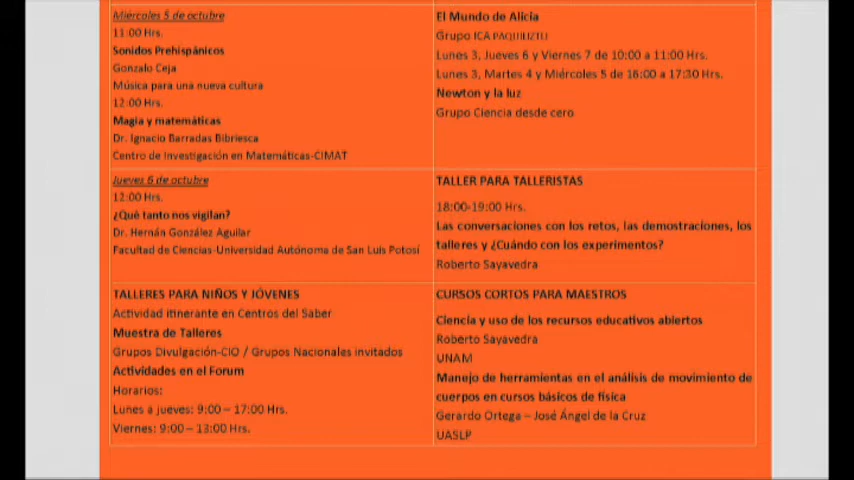 Miércoles 5 de octubre
11:00 Hrs.
Sonidos Prehispánicos
Gonzalo Ceja
Música para una nueva cultura
12:00 Hrs.
Magia y matemáticas
Dr. Ignacio Barradas Bibriesca
Centro de Investigación en Matemáticas-CIMAT
El Mundo de Alicia
Grupo ICA PAQUILIZTLI
Lunes 3, Jueves 6 y Viernes 7 de 10:00 a 11:00 Hrs.
Lunes 3, Martes 4 y Miércoles 5 de 16:00 a 17:30 Hrs.
Newton y la luz
Grupo Ciencia desde cero
Jueves 6 de octubre
12:00 Hrs.
¿Qué tanto nos vigilan?
Dr. Hernán González Aguilar
Facultad de Ciencias-Universidad Autónoma de San Luis Potosí
TALLER PARA TALLERISTAS
18:00-19:00 Hrs.
Las conversaciones con los retos, las demostraciones, los
talleres y ¿Cuándo con los experimentos?
Roberto Sayavedra
TALLERES PARA NIÑOS Y JÓVENES
Actividad itinerante en Centros del Saber
Muestra de Talleres
Grupos Divulgación-CIO / Grupos Nacionales invitados
Actividades en el Forum
Horarios:
Lunes a jueves: 9:00 – 17:00 Hrs.
Viernes: 9:00 – 13:00 Hrs.
CURSOS CORTOS PARA MAESTROS
Ciencia y uso de los recursos educativos abiertos
Roberto Sayavedra
UNAM
Manejo de herramientas en el análisis de movimiento de
cuerpos en cursos básicos de física
Gerardo Ortega – José Ángel de la Cruz
UASLP